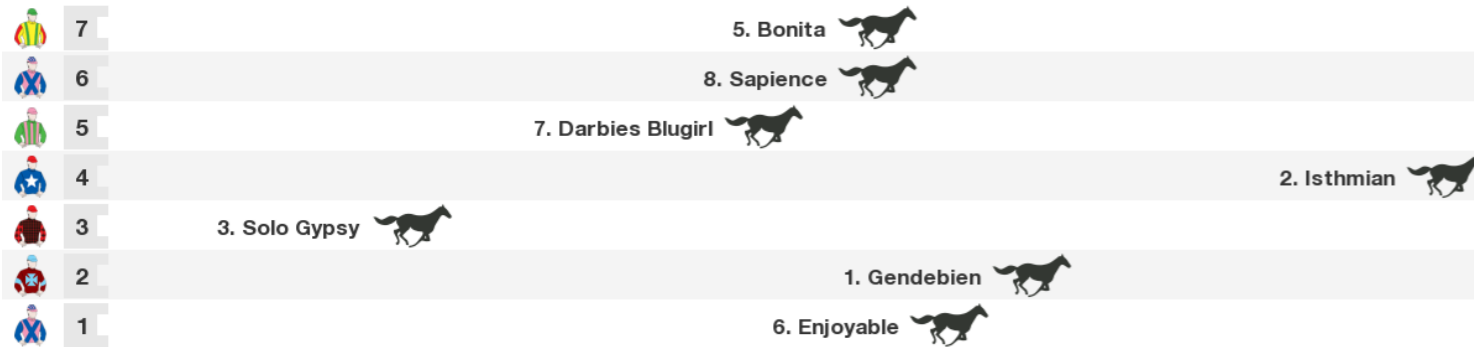 7 5. Bonita
6 8. Sapience
5 7. Darbies Blugirl
4 2. Isthmian
3 3. Solo Gypsy
2 1. Gendebien
1 6. Enjoyable